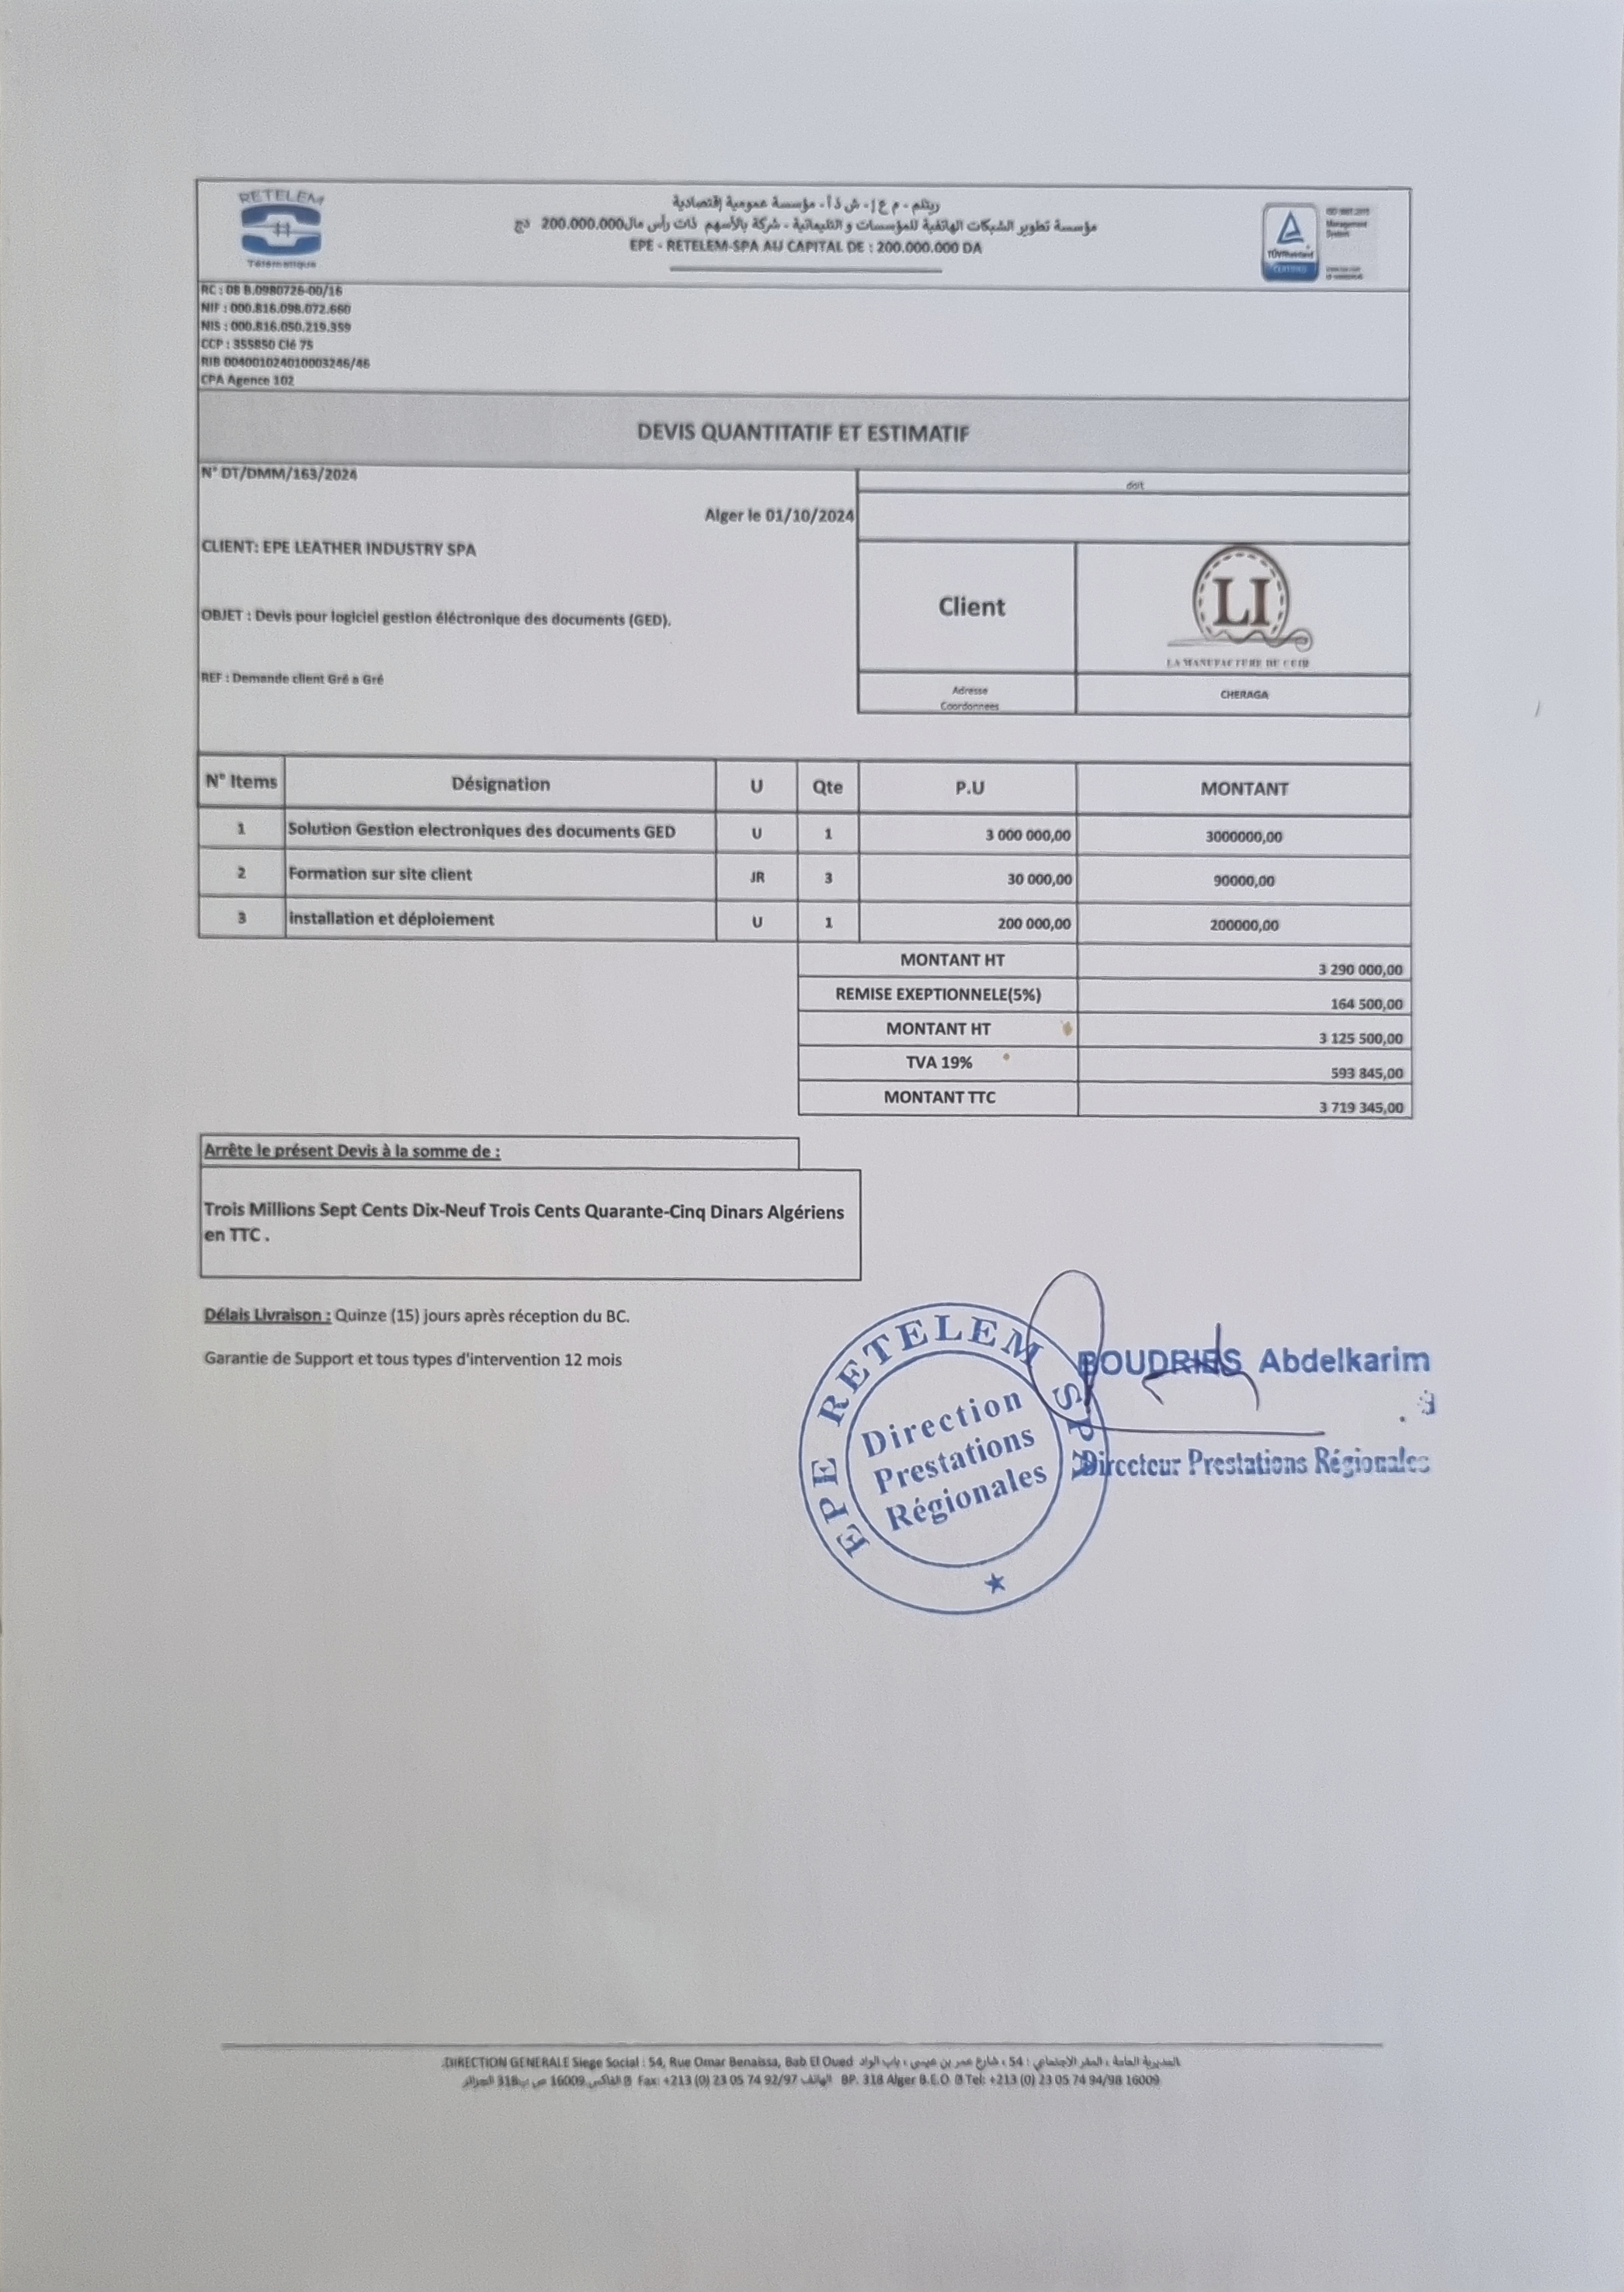 RETELEM
Télématique
ريتلم - م ع إ - ش ذ أ - مؤسسة عمومية إقتصادية
مؤسسة تطوير الشبكات الهاتفية للمؤسسات و التليماتية - شركة بالأسهم ذات رأس مال 200.000.000 دج
EPE - RETELEM-SPA AU CAPITAL DE : 200.000.000 DA
ISO 9001:2015
Management
System
TÜVRheinland
CERTIFIED
RC : 08 B.0980726-00/16
NIF : 000.816.098.072.660
NIS : 000.816.050.219.359
CCP : 355850 Clé 75
RIB 004001024010003246/46
CPA Agence 102
DEVIS QUANTITATIF ET ESTIMATIF
N° DT/DMM/163/2024
doit
Alger le 01/10/2024
CLIENT: EPE LEATHER INDUSTRY SPA
Client
LI
LA MANUFACTURE DU CUIR
OBJET : Devis pour logiciel gestion éléctronique des documents (GED).
REF : Demande client Gré a Gré
Adresse
Coordonnees
CHERAGA
N° Items Désignation U Qte P.U MONTANT
1 Solution Gestion electroniques des documents GED U 1 3 000 000,00 3000000,00
2 Formation sur site client JR 3 30 000,00 90000,00
3 installation et déploiement U 1 200 000,00 200000,00
MONTANT HT 3 290 000,00
REMISE EXEPTIONNELE(5%) 164 500,00
MONTANT HT 3 125 500,00
TVA 19% 593 845,00
MONTANT TTC 3 719 345,00
Arrête le présent Devis à la somme de :
Trois Millions Sept Cents Dix-Neuf Trois Cents Quarante-Cinq Dinars Algériens
en TTC .
Délais Livraison : Quinze (15) jours après réception du BC.
Garantie de Support et tous types d'intervention 12 mois
EPE RETELEM SPA
Direction
Prestations
Régionales
BOUDRIES Abdelkarim
Directeur Prestations Régionales
DIRECTION GENERALE Siege Social : 54, Rue Omar Benaissa, Bab El Oued المديرية العامة ، المقر الاجتماعي : 54 ، شارع عمر بن عيسى ، باب الواد
16009 الجزائر 318 ص ب الفاكس Fax: +213 (0) 23 05 74 92/97 الهاتف BP. 318 Alger B.E.O. Tel: +213 (0) 23 05 74 94/98 16009